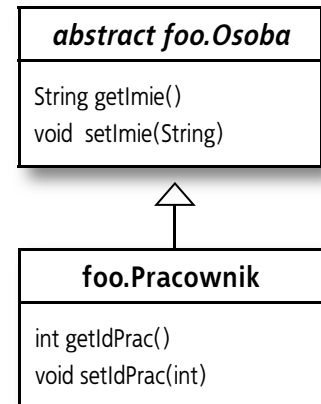 abstract foo.Osoba
String getImie()
void setImie(String)
foo.Pracownik
int getIdPrac()
void setIdPrac(int)